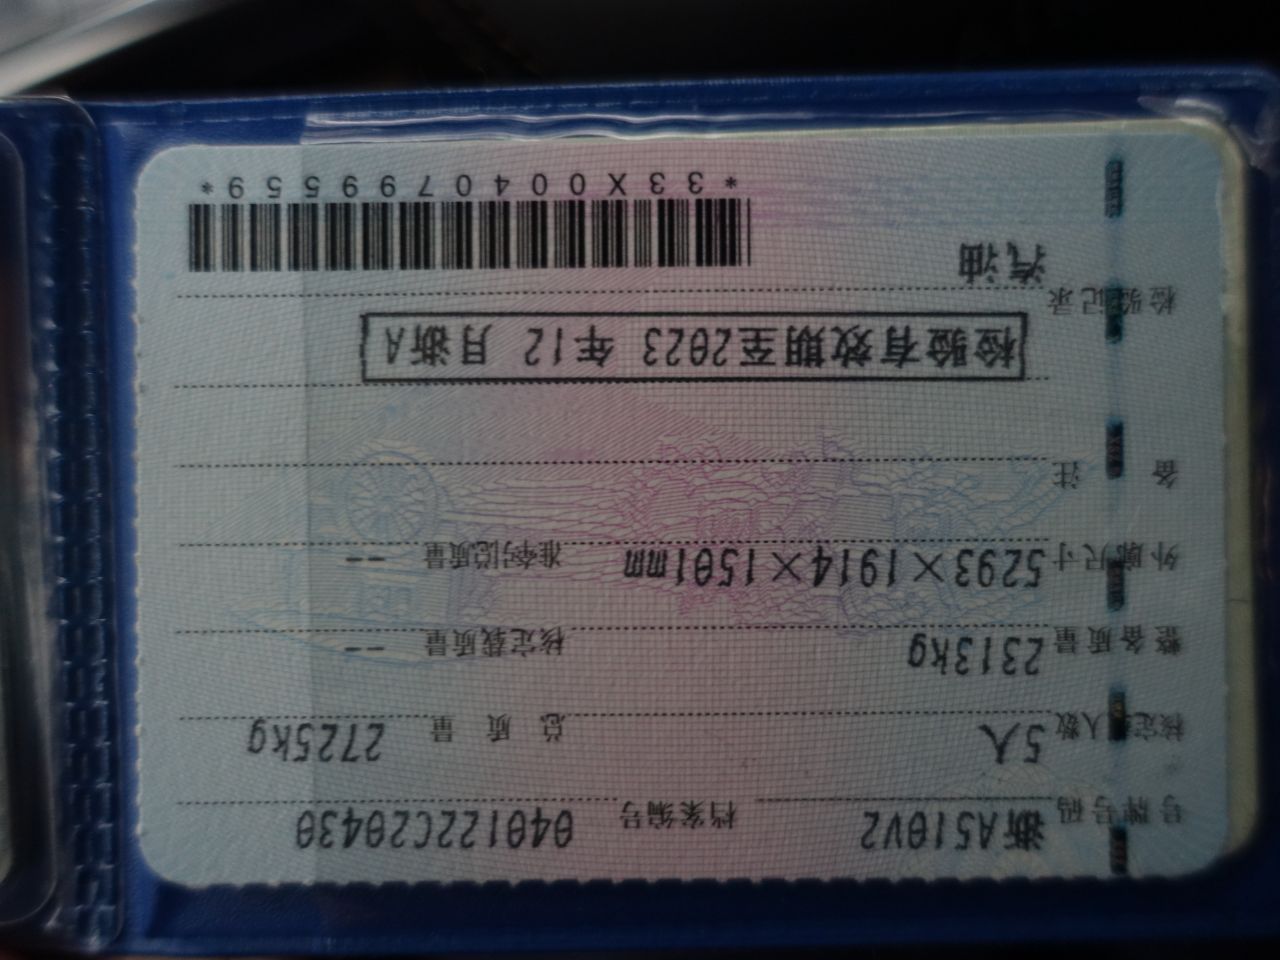 号牌号码 浙A510V2 档案编号 040122C20430
核定载人数 5人 总质量 2725kg
整备质量 2313kg 核定载质量 --
外廓尺寸 5293×1914×1501mm 准牵引总质量 --
备注
检验有效期至2023 年12 月浙A
检验记录
汽油
*33X0040799559*